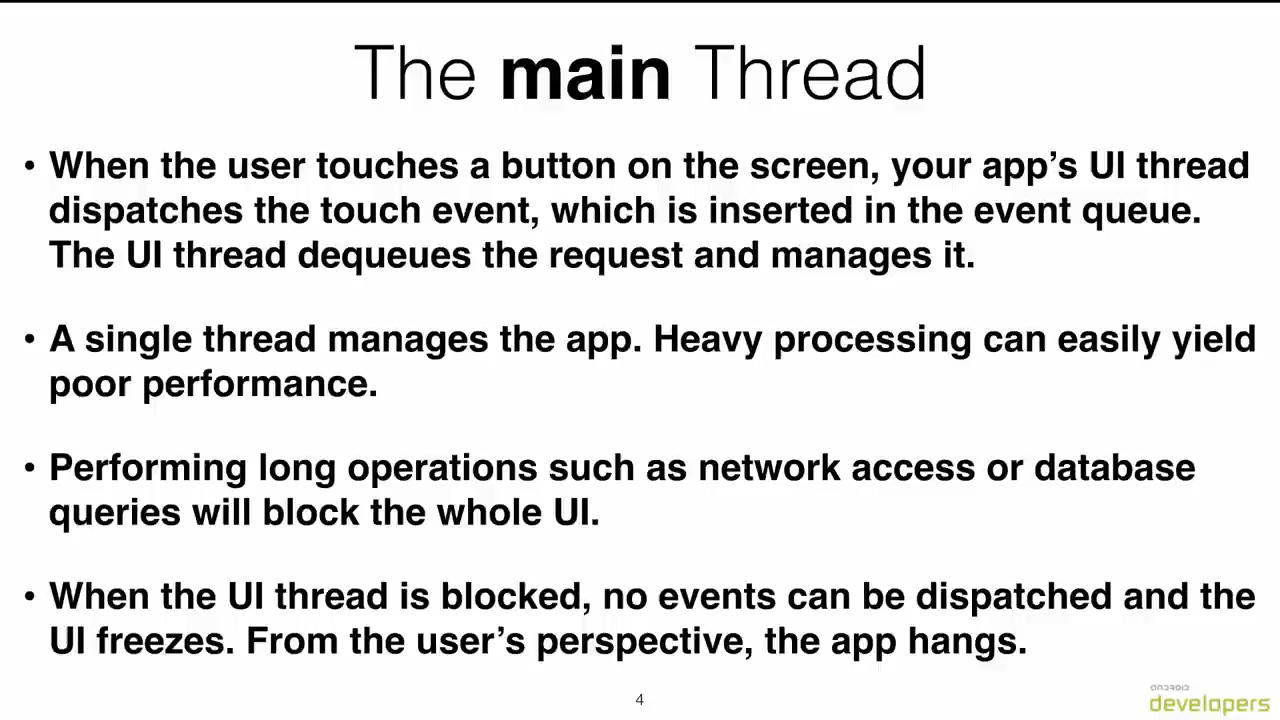 The main Thread
• When the user touches a button on the screen, your app’s UI thread
dispatches the touch event, which is inserted in the event queue.
The UI thread dequeues the request and manages it.
• A single thread manages the app. Heavy processing can easily yield
poor performance.
• Performing long operations such as network access or database
queries will block the whole UI.
• When the UI thread is blocked, no events can be dispatched and the
UI freezes. From the user’s perspective, the app hangs.
4
ANDROID
developers